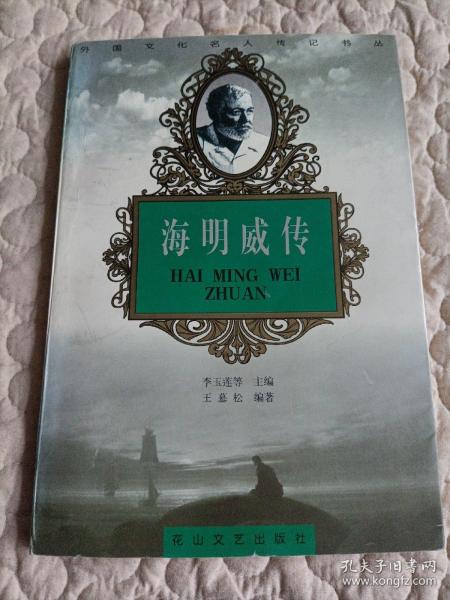 外国文化名人传记书丛
海明威传
HAI MING WEI
ZHUAN
李玉莲等 主编
王慕松 编著
花山文艺出版社
孔夫子旧书网
www.kongfz.com